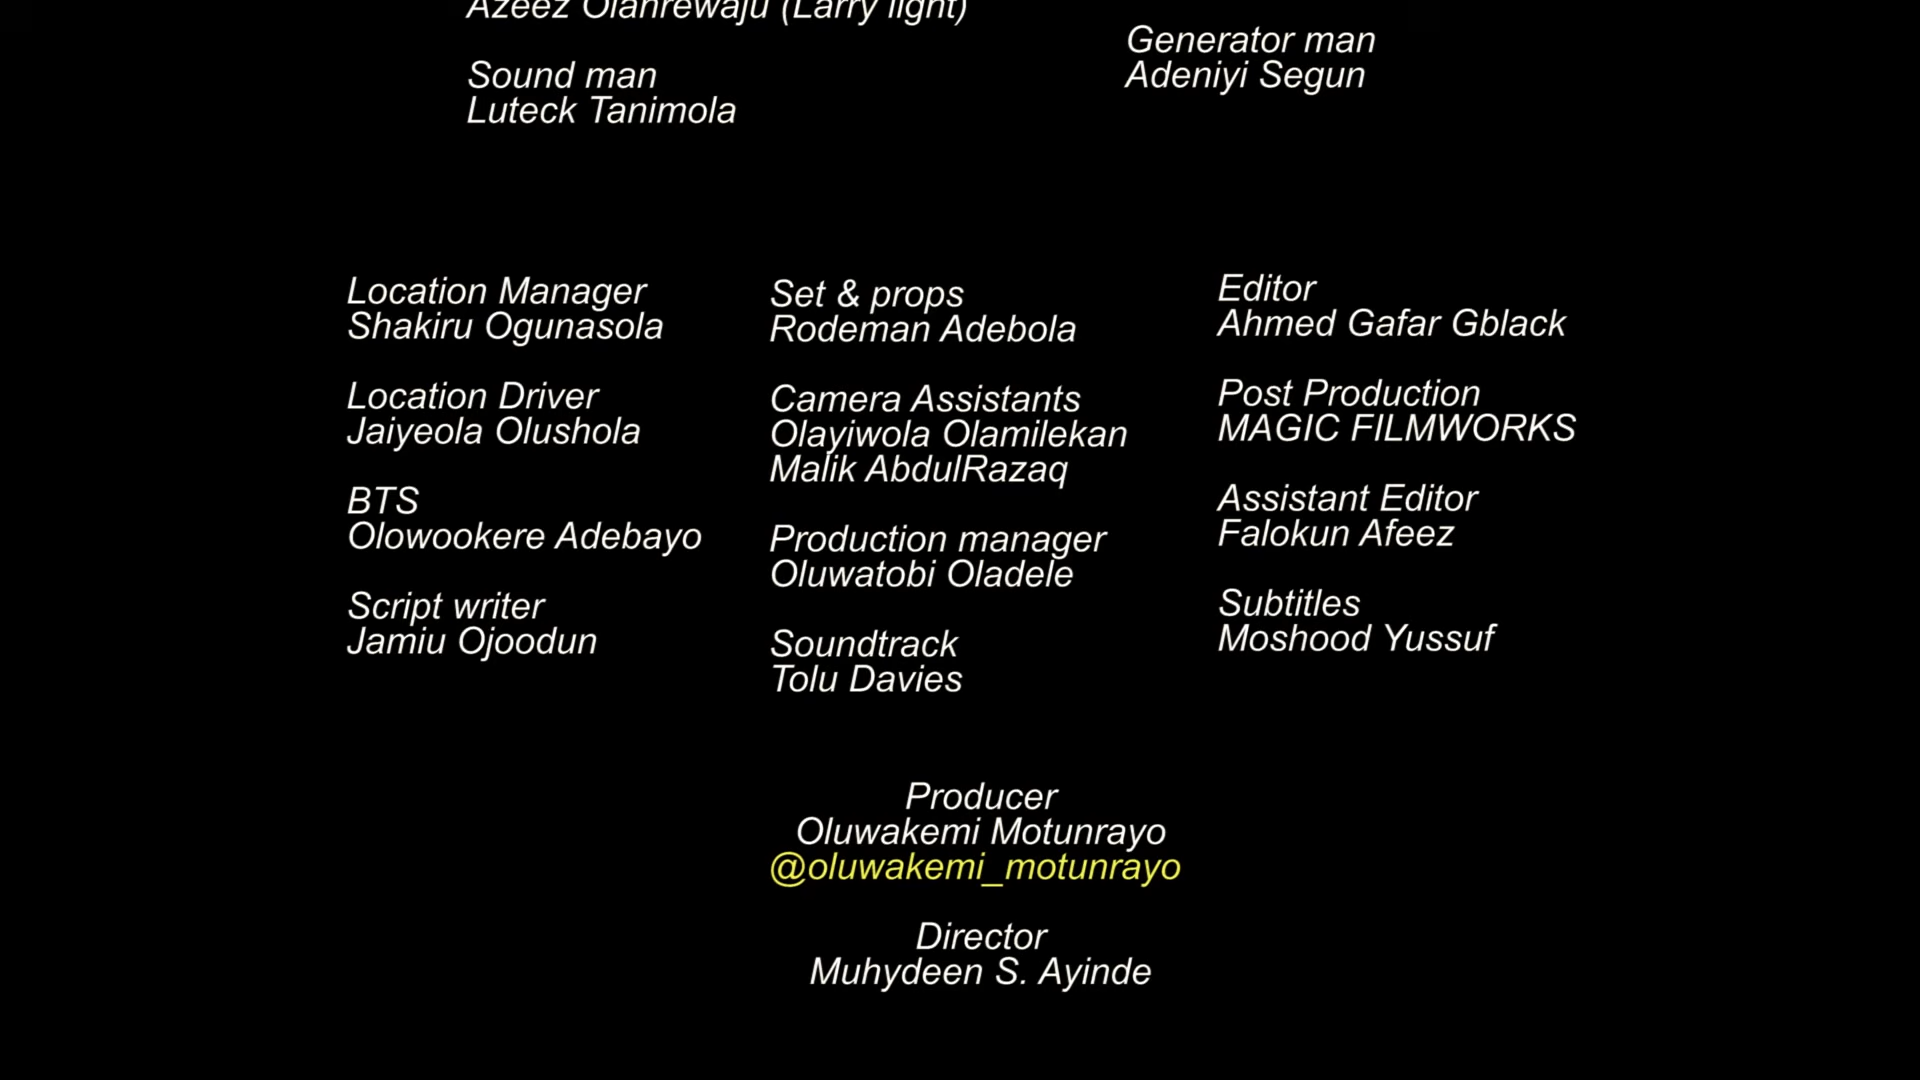 Azeez Olanrewaju (Larry light)
Sound man
Luteck Tanimola
Generator man
Adeniyi Segun
Location Manager
Shakiru Ogunasola
Location Driver
Jaiyeola Olushola
BTS
Olowookere Adebayo
Script writer
Jamiu Ojoodun
Set & props
Rodeman Adebola
Camera Assistants
Olayiwola Olamilekan
Malik AbdulRazaq
Production manager
Oluwatobi Oladele
Soundtrack
Tolu Davies
Editor
Ahmed Gafar Gblack
Post Production
MAGIC FILMWORKS
Assistant Editor
Falokun Afeez
Subtitles
Moshood Yussuf
Producer
Oluwakemi Motunrayo
@oluwakemi_motunrayo
Director
Muhydeen S. Ayinde